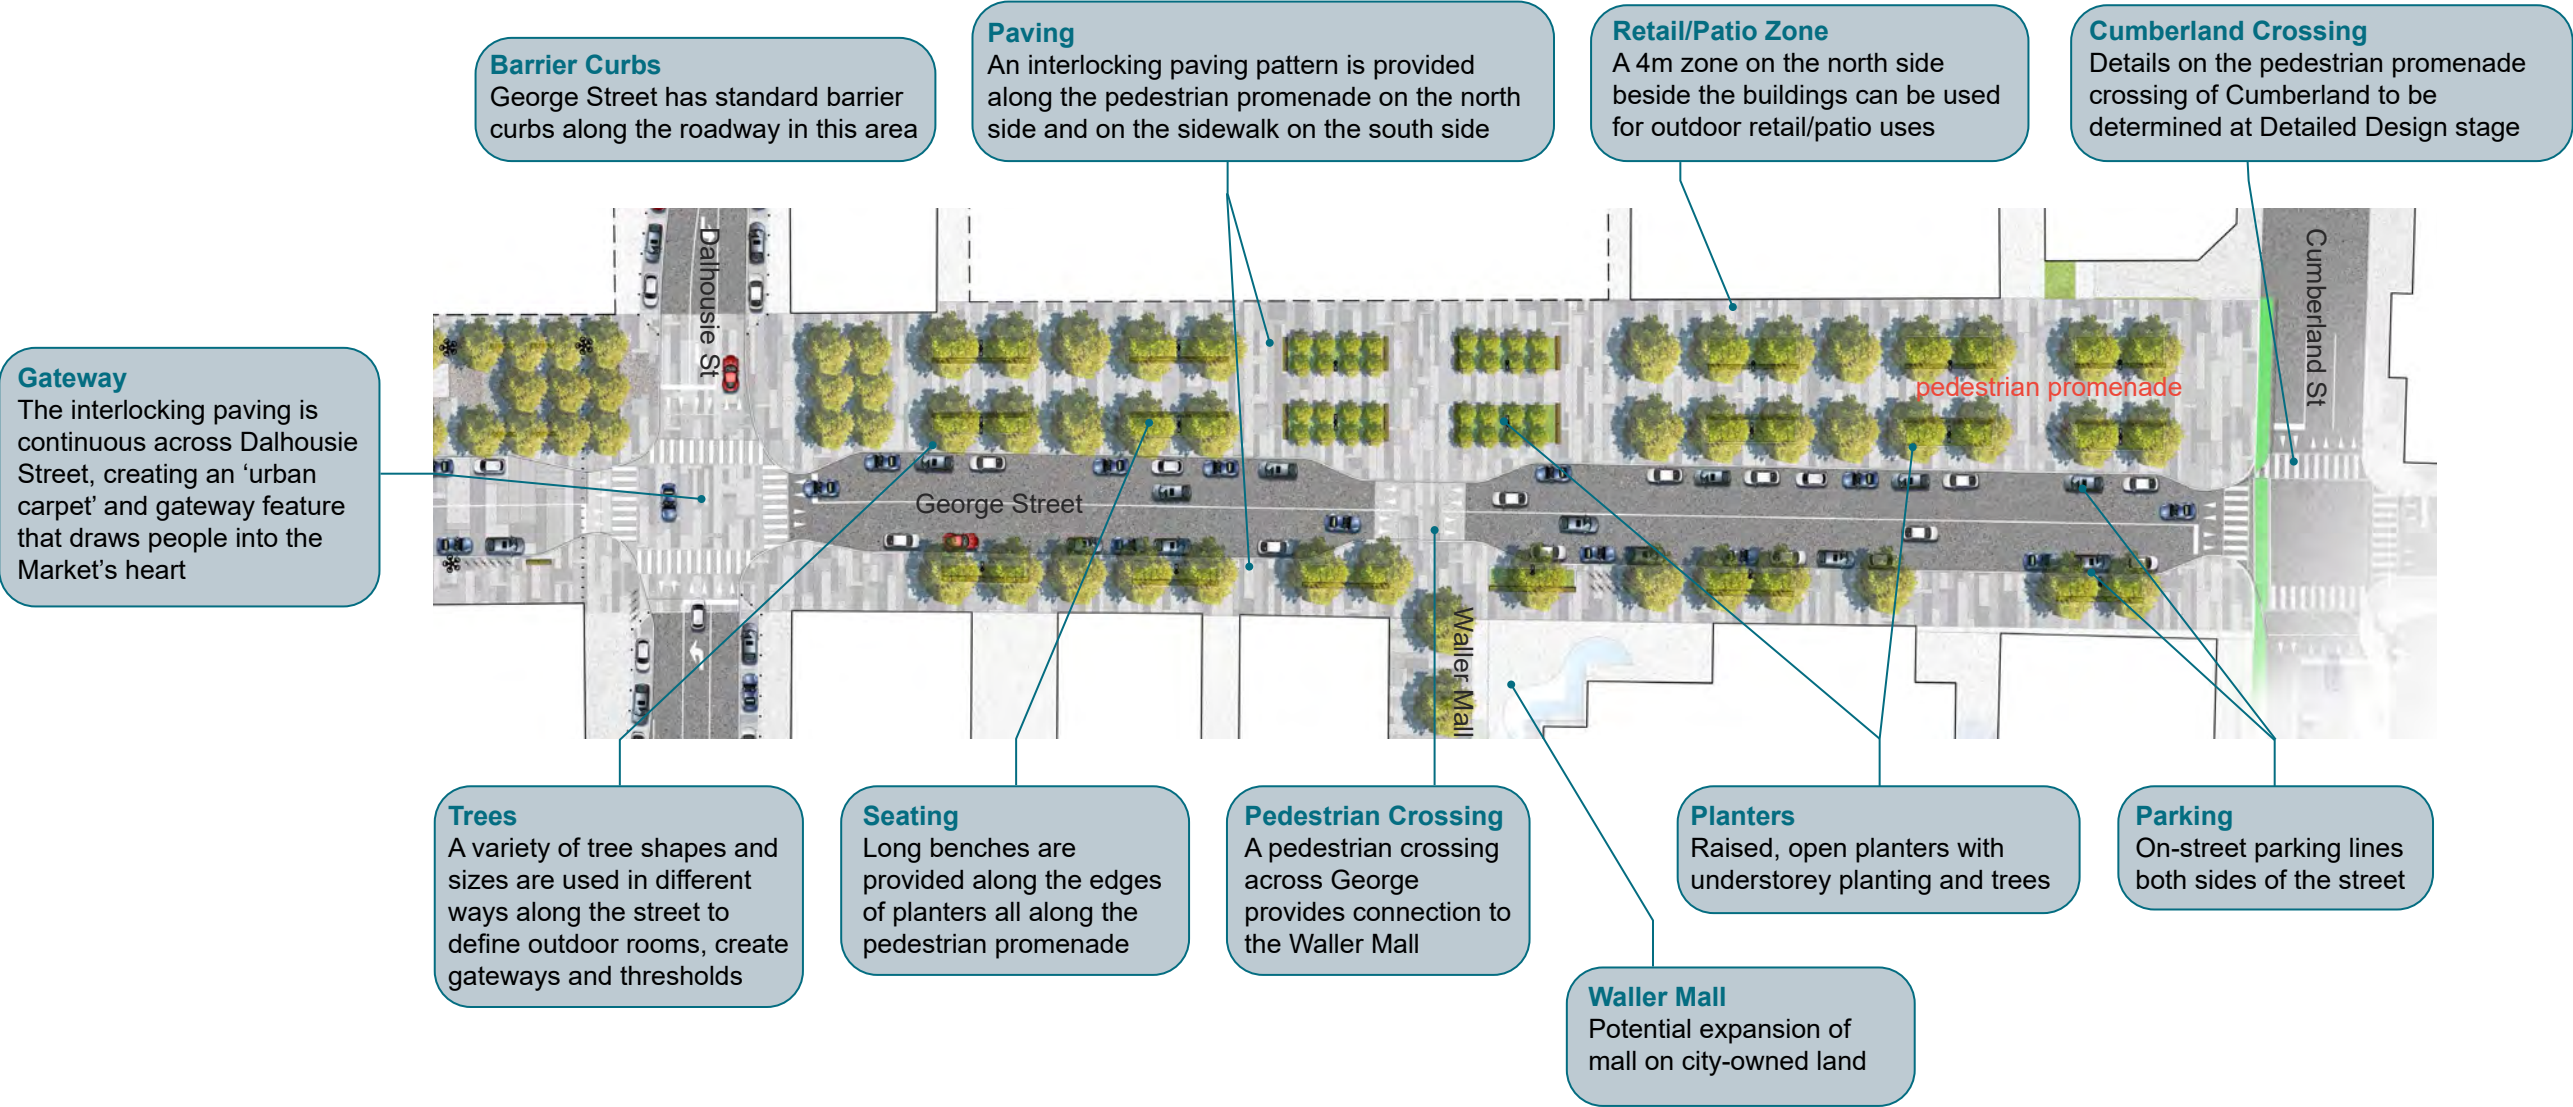 Barrier Curbs
George Street has standard barrier
curbs along the roadway in this area
Paving
An interlocking paving pattern is provided
along the pedestrian promenade on the north
side and on the sidewalk on the south side
Retail/Patio Zone
A 4m zone on the north side
beside the buildings can be used
for outdoor retail/patio uses
Cumberland Crossing
Details on the pedestrian promenade
crossing of Cumberland to be
determined at Detailed Design stage
Gateway
The interlocking paving is
continuous across Dalhousie
Street, creating an ‘urban
carpet’ and gateway feature
that draws people into the
Market’s heart
Dalhousie St
George Street
pedestrian promenade
Cumberland St
Waller Mall
Trees
A variety of tree shapes and
sizes are used in different
ways along the street to
define outdoor rooms, create
gateways and thresholds
Seating
Long benches are
provided along the edges
of planters all along the
pedestrian promenade
Pedestrian Crossing
A pedestrian crossing
across George
provides connection to
the Waller Mall
Waller Mall
Potential expansion of
mall on city-owned land
Planters
Raised, open planters with
understorey planting and trees
Parking
On-street parking lines
both sides of the street